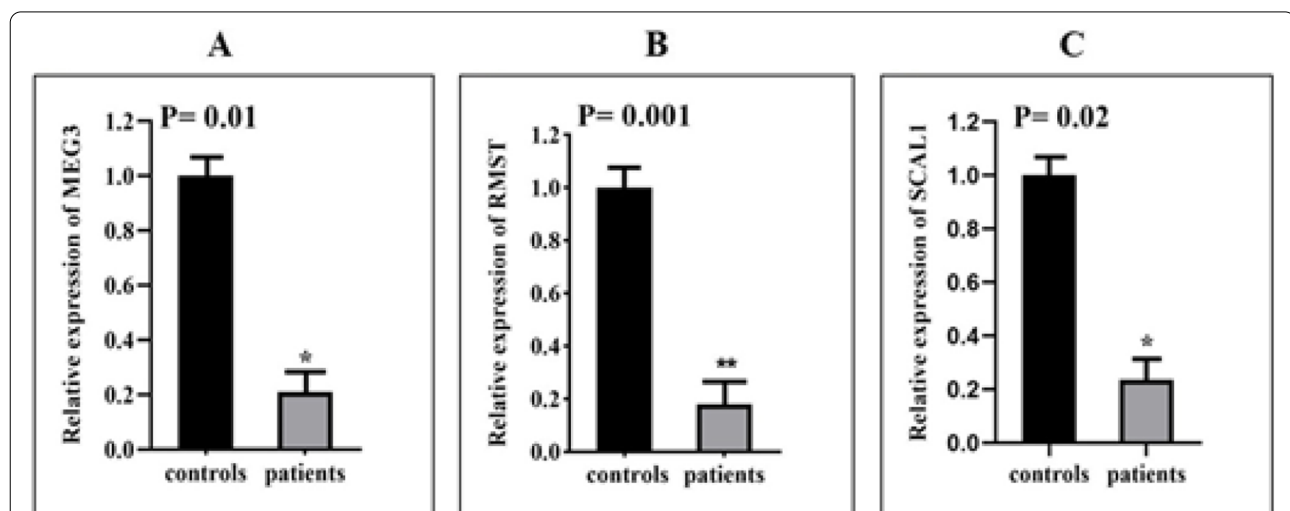 A
P= 0.01
Relative expression of MEG3
1.2
1.0
0.8
0.6
0.4
0.2
0.0
*
controls patients
B
P= 0.001
Relative expression of RMST
1.2
1.0
0.8
0.6
0.4
0.2
0.0
**
controls patients
C
P= 0.02
Relative expression of SCAL1
1.2
1.0
0.8
0.6
0.4
0.2
0.0
*
controls patients